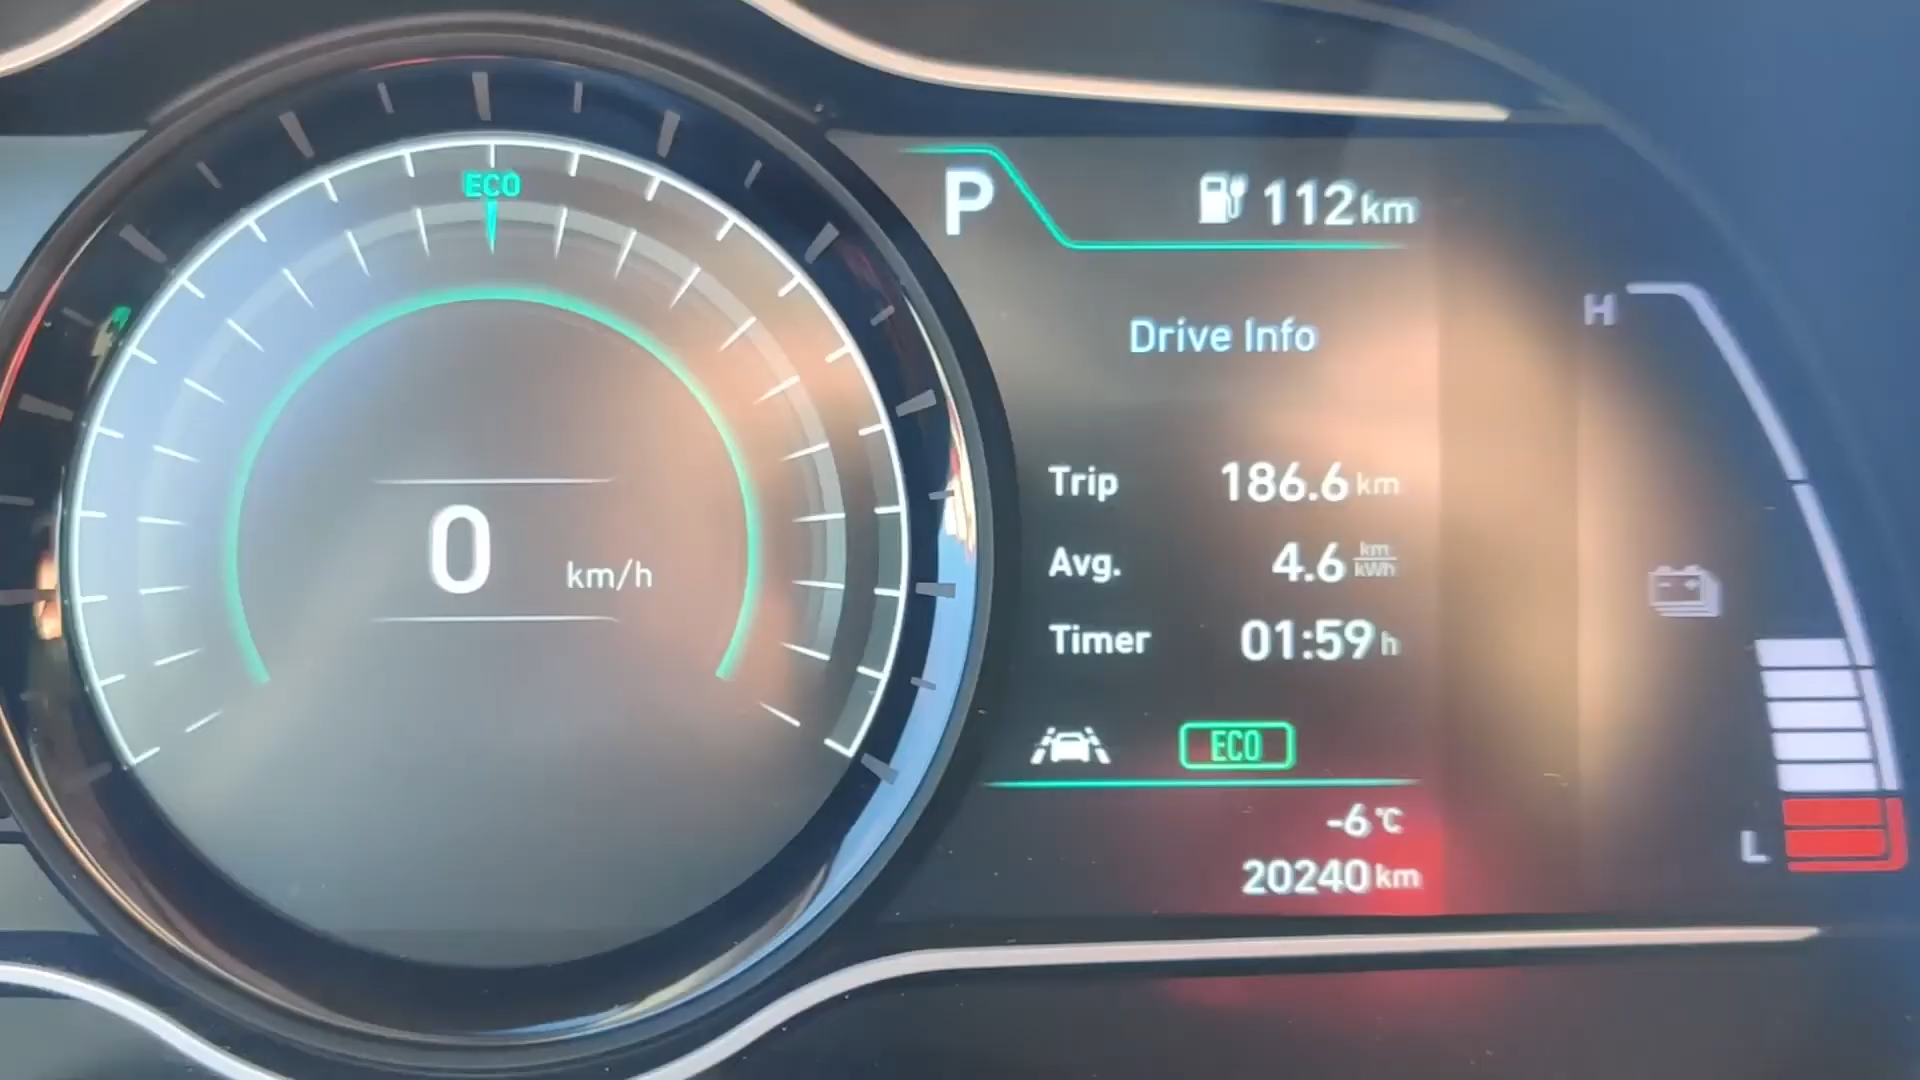 ECO
0 km/h
P 112 km
Drive Info
Trip 186.6 km
Avg. 4.6 km/kWh
Timer 01:59 h
ECO
-6 °C
20240 km
H
L